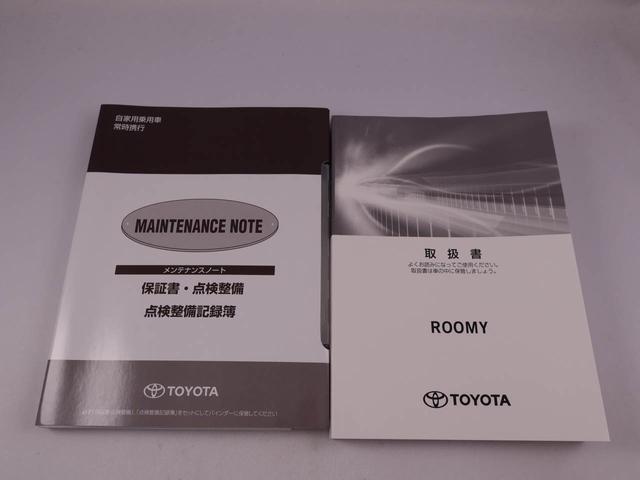 自家用乗用車
常時携行
MAINTENANCE NOTE
メンテナンスノート
保証書・点検整備
点検整備記録簿
TOYOTA
取扱書
よくお読みになってご使用ください。
取扱書は車の中に保管しましょう。
ROOMY
TOYOTA